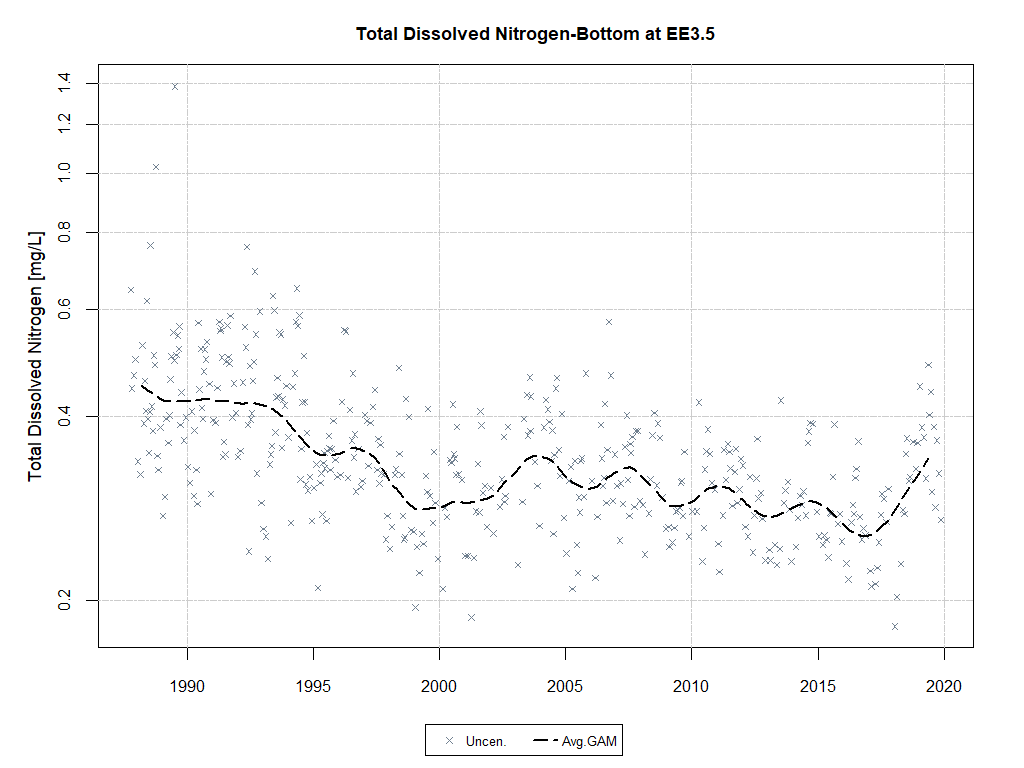 Total Dissolved Nitrogen-Bottom at EE3.5
Total Dissolved Nitrogen [mg/L]
1.4
1.2
1.0
0.8
0.6
0.4
0.2
1990 1995 2000 2005 2010 2015 2020
Uncen. Avg.GAM